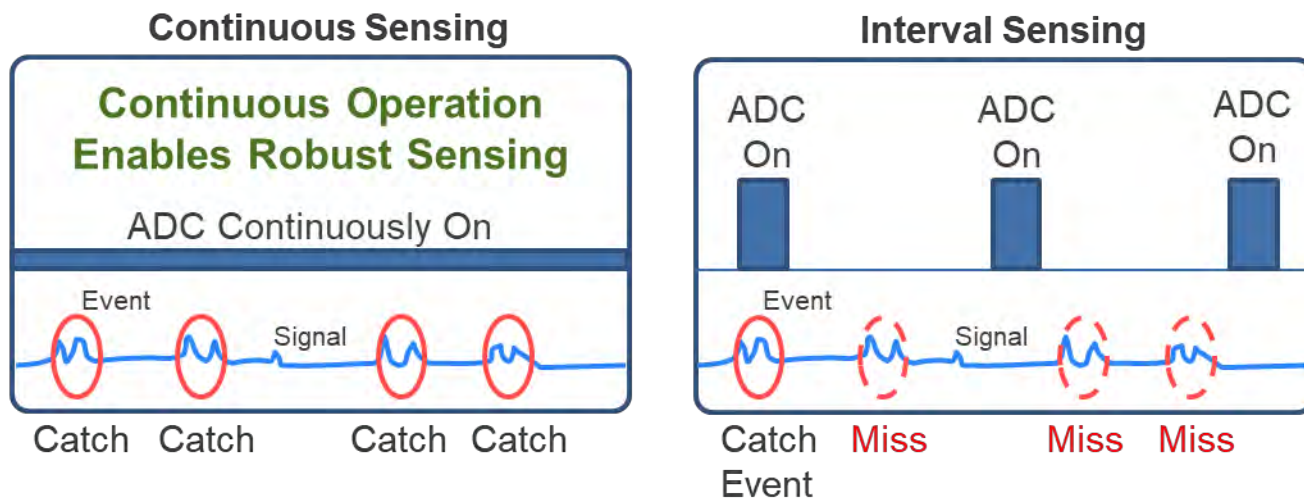 Continuous Sensing
Continuous Operation
Enables Robust Sensing
ADC Continuously On
Event
Signal
Catch Catch Catch Catch
Interval Sensing
ADC
On
ADC
On
ADC
On
Event
Signal
Catch Miss Miss Miss
Event